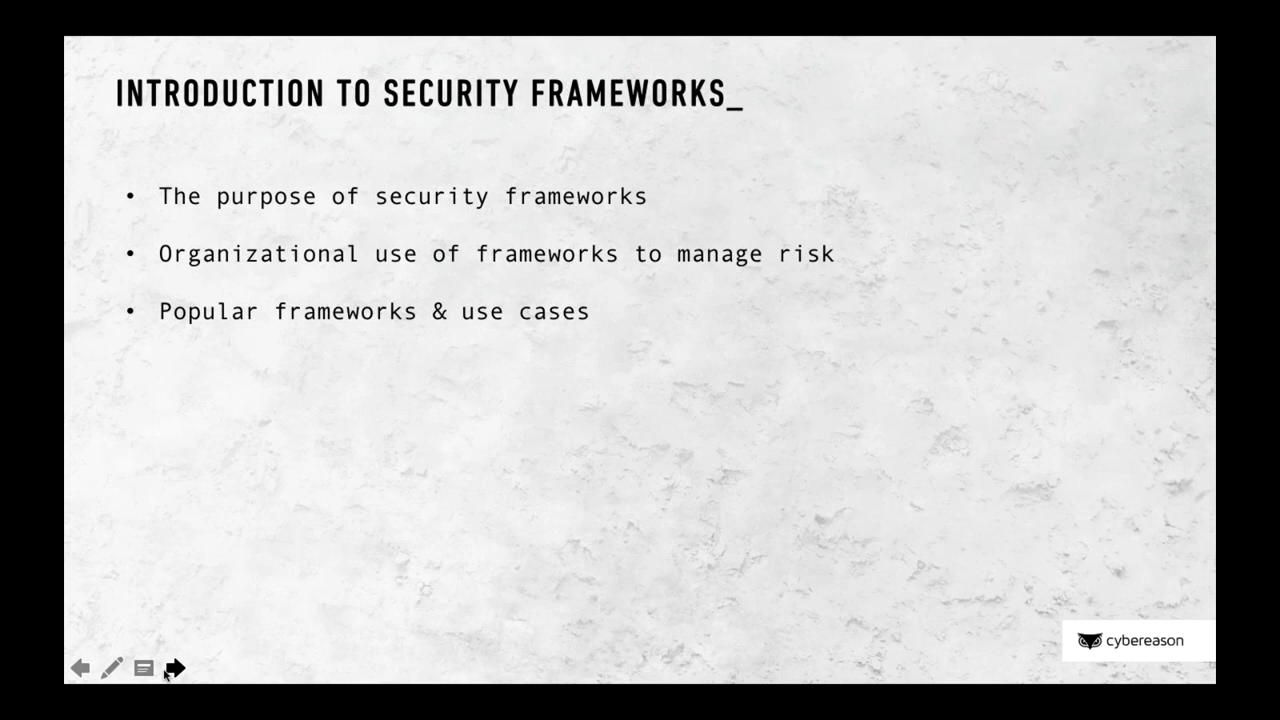 INTRODUCTION TO SECURITY FRAMEWORKS_
• The purpose of security frameworks
• Organizational use of frameworks to manage risk
• Popular frameworks & use cases
cybereason